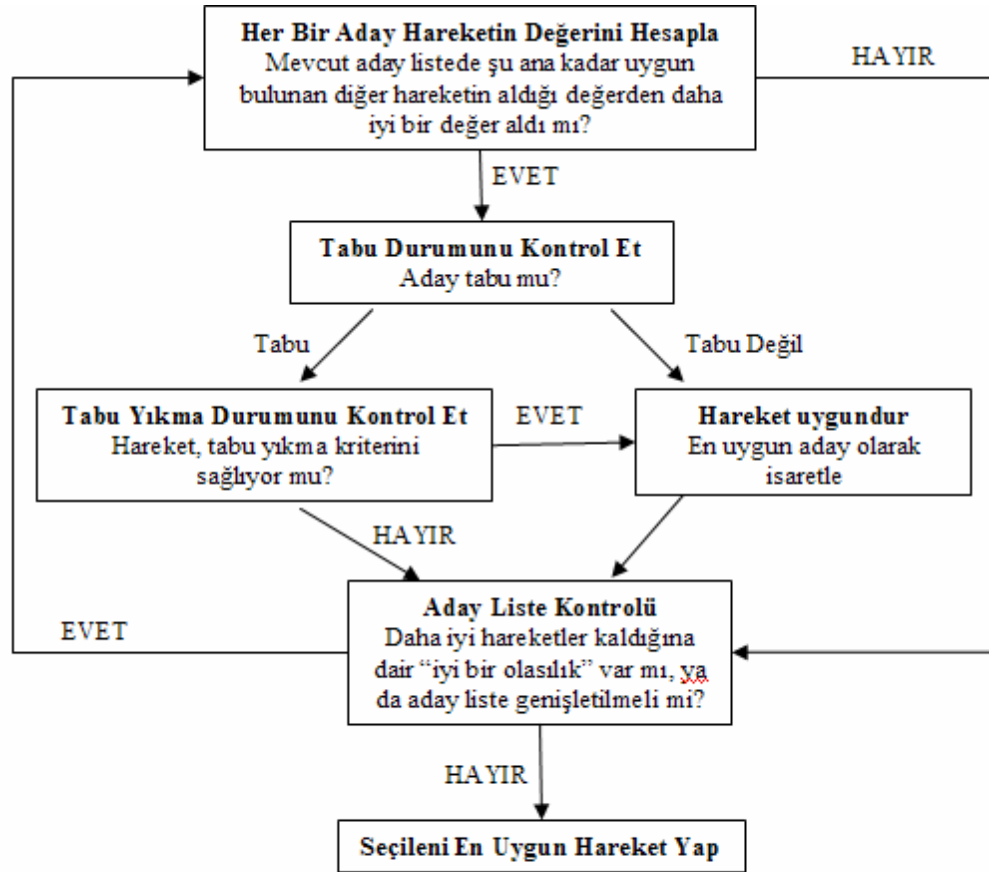 Her Bir Aday Hareketin Değerini Hesapla
Mevcut aday listede şu ana kadar uygun
bulunan diğer hareketin aldığı değerden daha
iyi bir değer aldı mı?
HAYIR
EVET
Tabu Durumunu Kontrol Et
Aday tabu mu?
Tabu
Tabu Değil
Tabu Yıkma Durumunu Kontrol Et
Hareket, tabu yıkma kriterini
sağlıyor mu?
EVET
Hareket uygundur
En uygun aday olarak
isaretle
HAYIR
Aday Liste Kontrolü
Daha iyi hareketler kaldığına
dair “iyi bir olasılık” var mı, ya
da aday liste genişletilmeli mi?
EVET
HAYIR
Seçileni En Uygun Hareket Yap